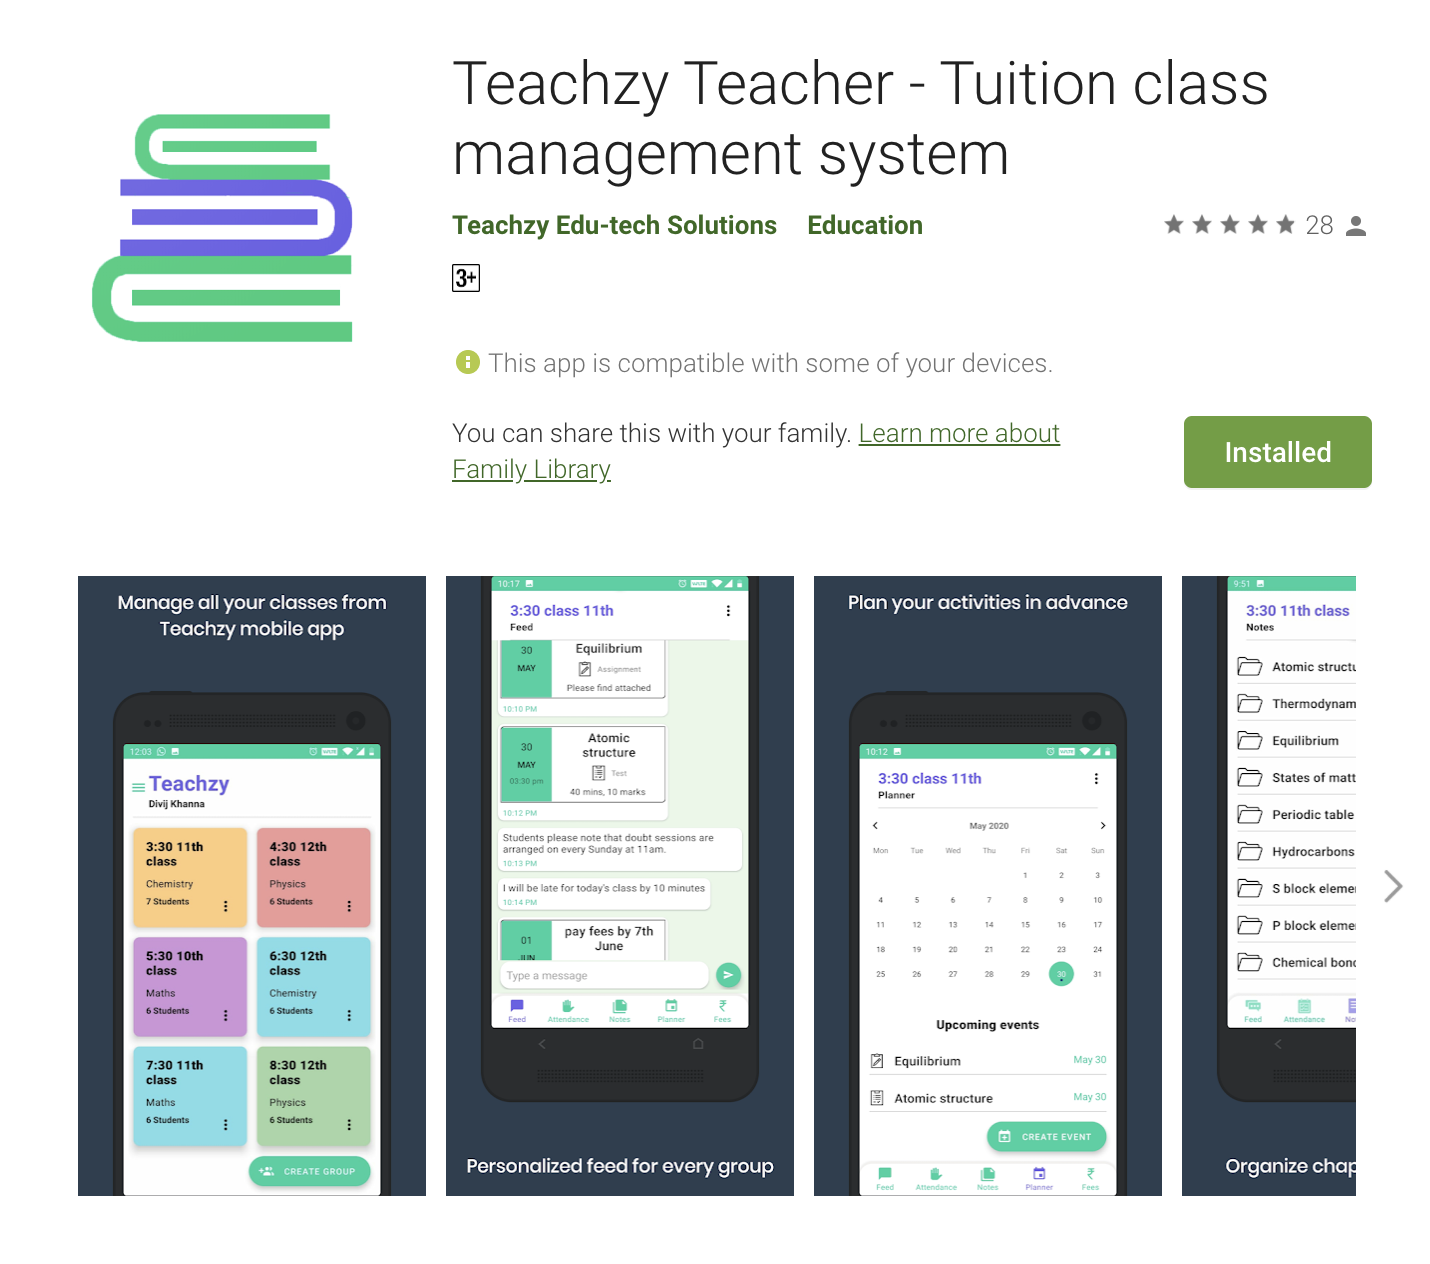 Teachzy Teacher - Tuition class
management system
Teachzy Edu-tech Solutions Education 28
3+
This app is compatible with some of your devices.
You can share this with your family. Learn more about
Family Library
Installed
Manage all your classes from
Teachzy mobile app
12:03
Teachzy
Divij Khanna
3:30 11th
class
Chemistry
7 Students
4:30 12th
class
Physics
6 Students
5:30 10th
class
Maths
6 Students
6:30 12th
class
Chemistry
6 Students
7:30 11th
class
Maths
6 Students
8:30 12th
class
Physics
6 Students
CREATE GROUP
10:17
3:30 class 11th
Feed
30
MAY
Equilibrium
Assignment
Please find attached
10:10 PM
30
MAY
03:30 pm
Atomic
structure
Test
40 mins, 10 marks
10:12 PM
Students please note that doubt sessions are
arranged on every Sunday at 11am.
10:13 PM
I will be late for today's class by 10 minutes
10:14 PM
01
JUN
pay fees by 7th
June
Type a message
Feed Attendance Notes Planner Fees
Personalized feed for every group
Plan your activities in advance
10:12
3:30 class 11th
Planner
May 2020
Mon Tue Wed Thu Fri Sat Sun
1 2 3
4 5 6 7 8 9 10
11 12 13 14 15 16 17
18 19 20 21 22 23 24
25 26 27 28 29 30 31
Upcoming events
Equilibrium May 30
Atomic structure May 30
CREATE EVENT
Feed Attendance Notes Planner Fees
9:51
3:30 11th class
Notes
Atomic structu
Thermodynam
Equilibrium
States of matt
Periodic table
Hydrocarbons
S block elemen
P block elemen
Chemical bond
Feed Attendance No
Organize chap